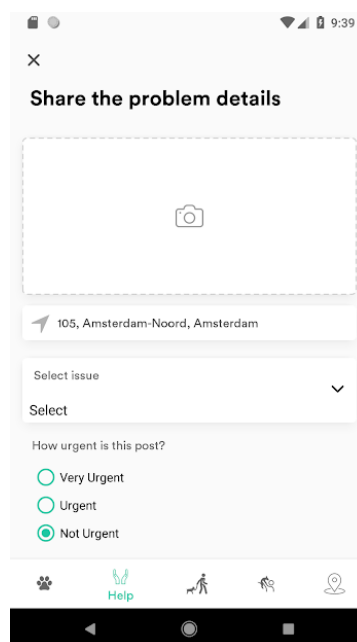 9:39
Share the problem details
105, Amsterdam-Noord, Amsterdam
Select issue
Select
How urgent is this post?
Very Urgent
Urgent
Not Urgent
Help